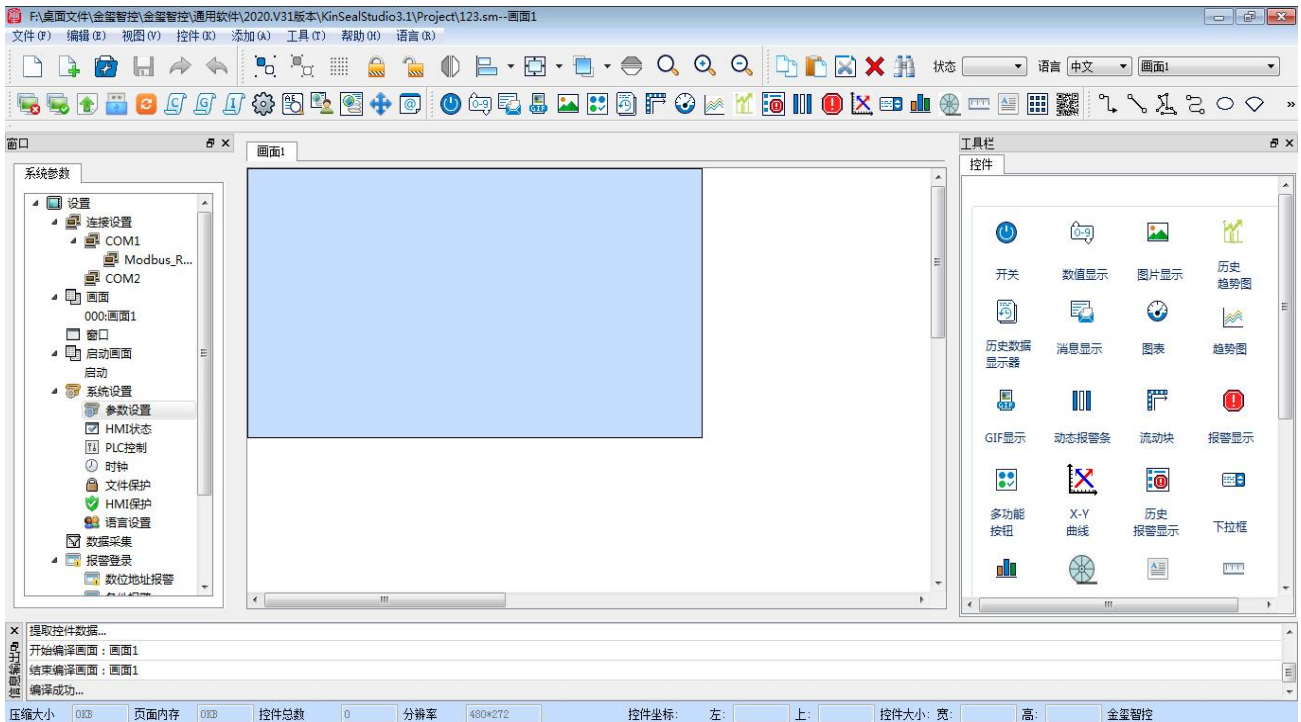 F:\桌面文件\金玺智控\金玺智控\通用软件\2020.V31版本\KinSealStudio3.1\Project\123.sm--画面1
文件(F) 编辑(E) 视图(V) 控件(K) 添加(A) 工具(T) 帮助(H) 语言(R)
状态 语言 中文 画面1
窗口
系统参数
设置
连接设置
COM1
Modbus_R...
COM2
画面
000:画面1
窗口
启动画面
启动
系统设置
参数设置
HMI状态
PLC控制
时钟
文件保护
HMI保护
语言设置
数据采集
报警登录
数位地址报警
画面1
工具栏
控件
开关 数值显示 图片显示 历史
趋势图
历史数据
显示器 消息显示 图表 趋势图
GIF显示 动态报警条 流动块 报警显示
多功能
按钮 X-Y
曲线 历史
报警显示 下拉框
信息输出
提取控件数据...
开始编译画面：画面1
结束编译画面：画面1
编译成功...
压缩大小 0KB 页面内存 0KB 控件总数 0 分辨率 480*272 控件坐标: 左: 上: 控件大小: 宽: 高: 金玺智控